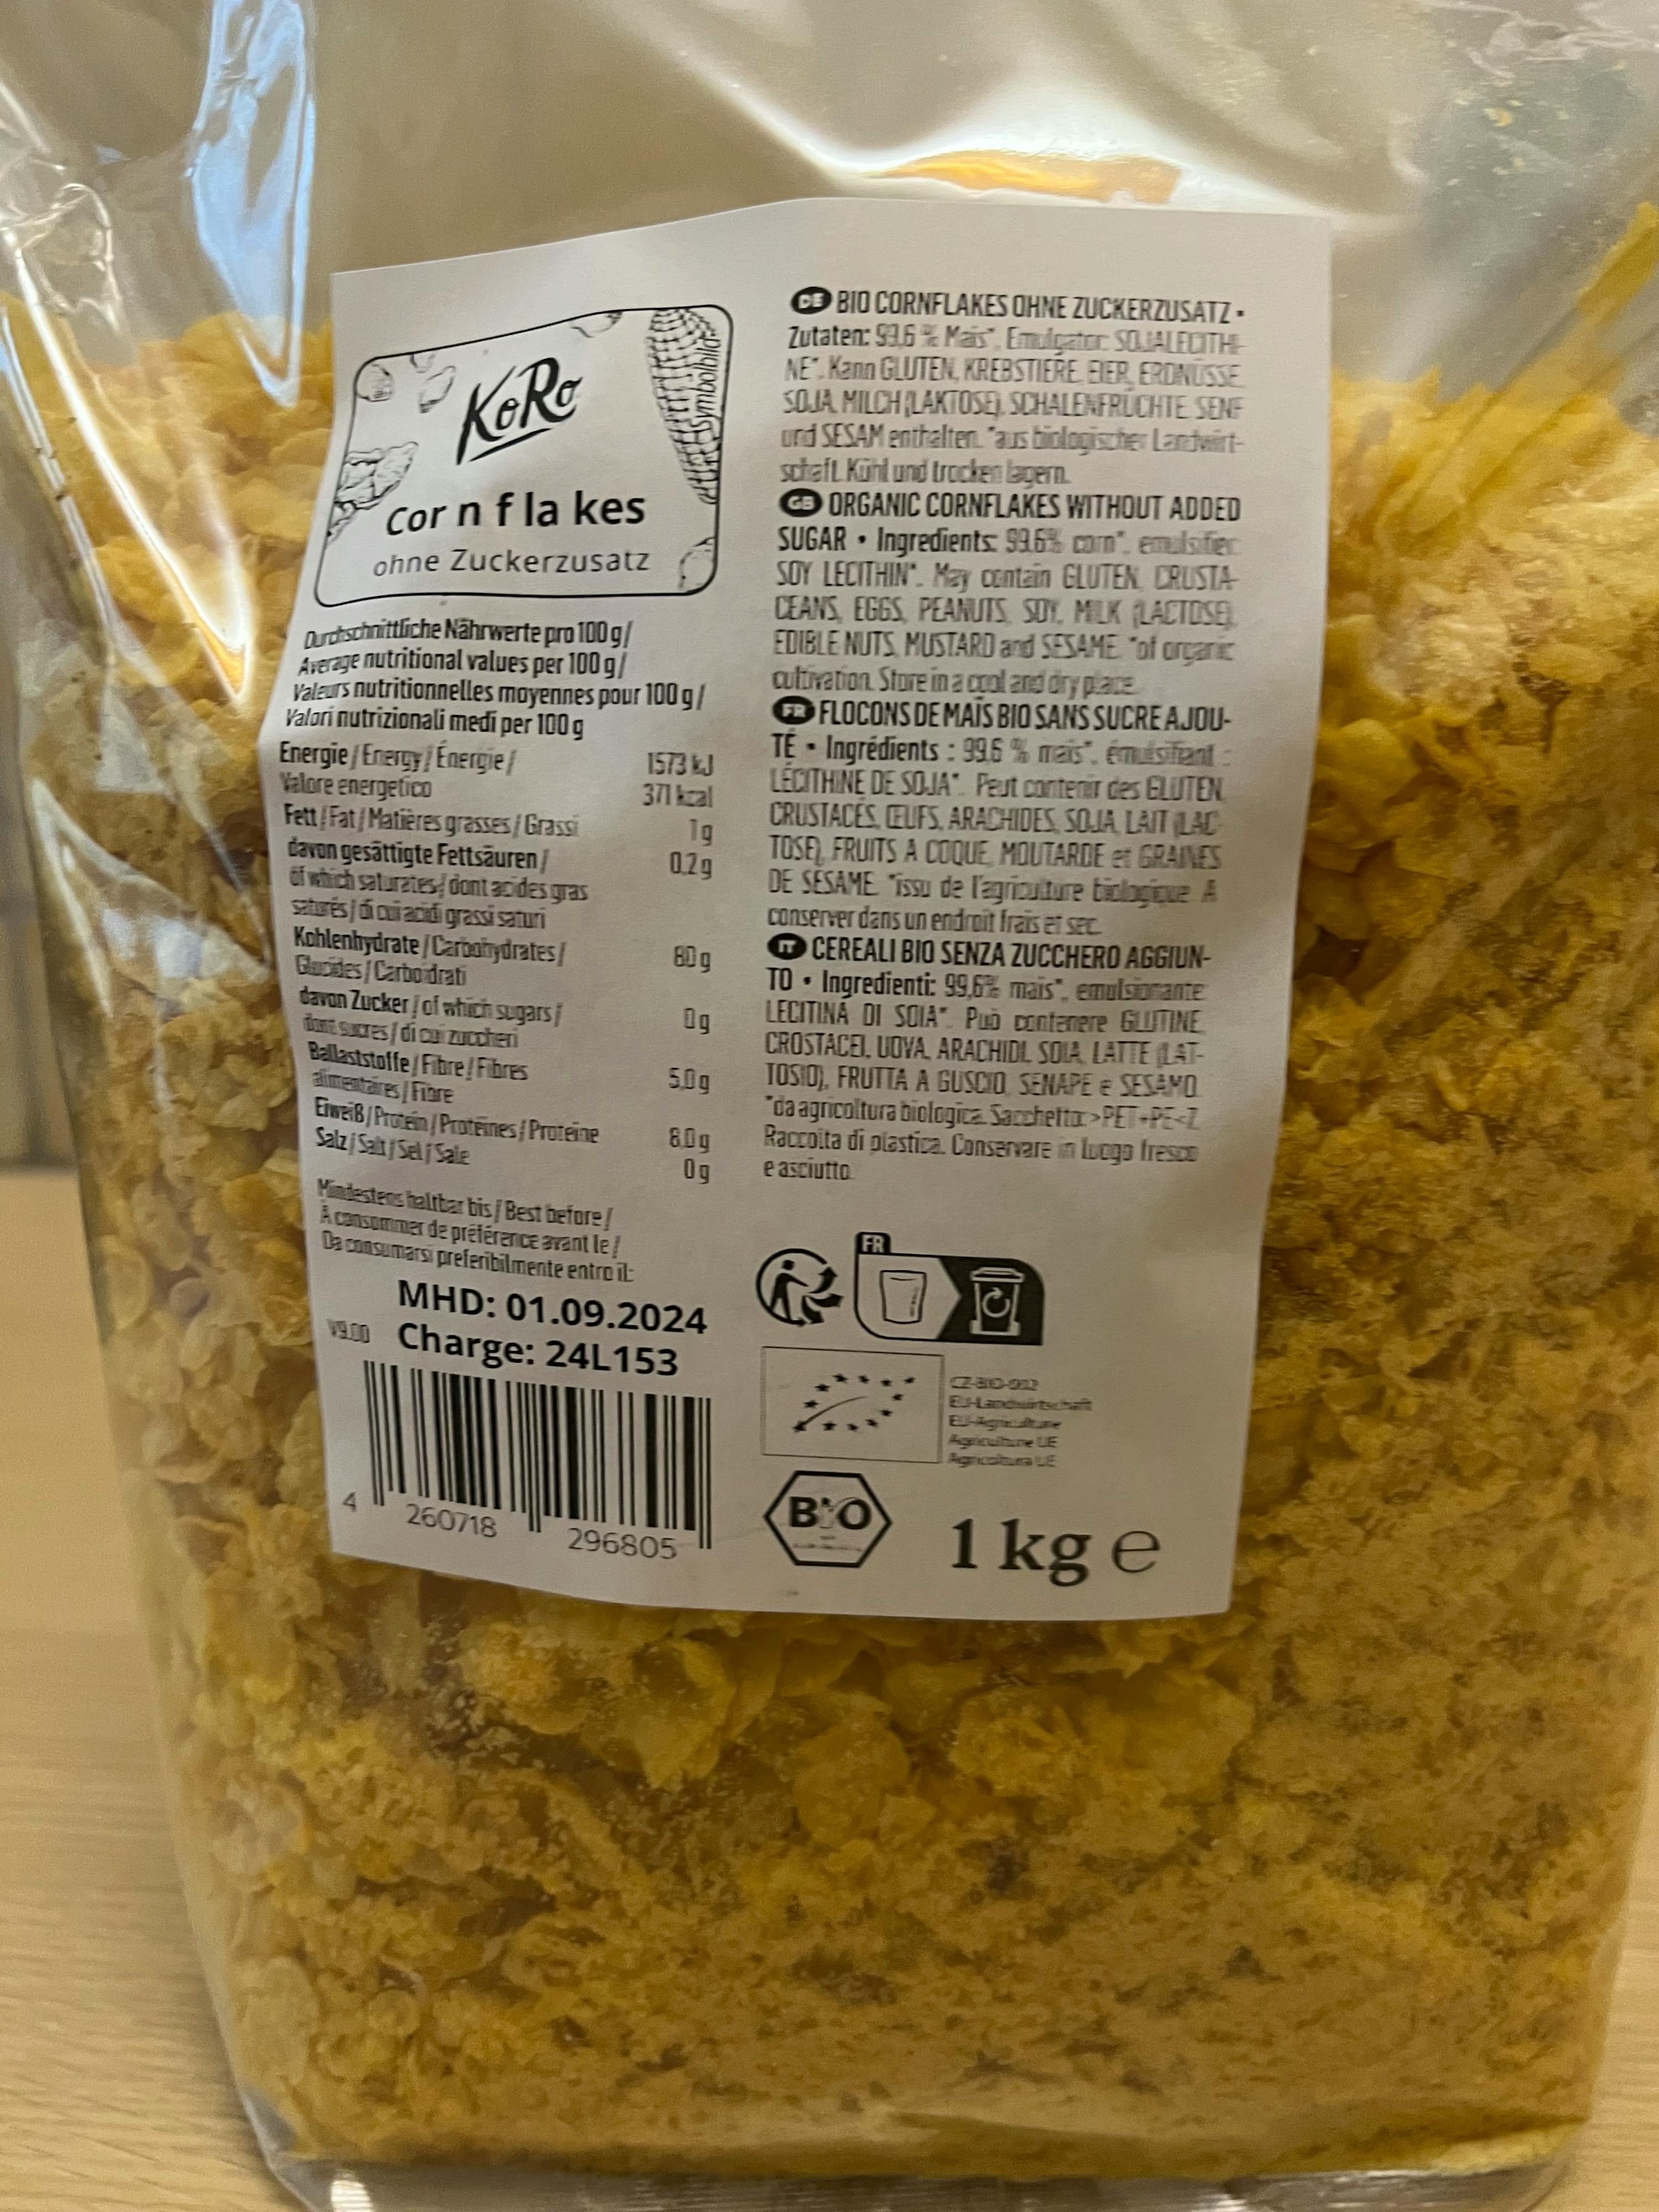 KoRo
Symbolbild
cornflakes
ohne Zuckerzusatz
Durchschnittliche Nährwerte pro 100 g/
Average nutritional values per 100 g/
Valeurs nutritionnelles moyennes pour 100 g/
Valori nutrizionali medi per 100 g
Energie / Energy / Énergie / 1573 kJ
Valore energetico 371 kcal
Fett / Fat / Matières grasses / Grassi 1 g
davon gesättigte Fettsäuren / 0.2 g
of which saturates / dont acides gras
saturés / di cui acidi grassi saturi
Kohlenhydrate / Carbohydrates / 80 g
Glucides / Carboidrati
davon Zucker / of which sugars / 0 g
dont sucres / di cui zuccheri
Ballaststoffe / Fibre / Fibres 5,0 g
alimentaires / Fibre
Eiweiß / Protein / Protéines / Proteine 8,0 g
Salz / Salt / Sel / Sale 0 g
Mindestens haltbar bis / Best before /
À consommer de préférence avant le /
Da consumarsi preferibilmente entro il:
MHD: 01.09.2024
V9.00 Charge: 24L153
4 260718 296805
DE BIO CORNFLAKES OHNE ZUCKERZUSATZ •
Zutaten: 99,6 % Mais*, Emulgator: SOJALECITHI-
NE*. Kann GLUTEN, KREBSTIERE, EIER, ERDNÜSSE,
SOJA, MILCH (LAKTOSE), SCHALENFRÜCHTE, SENF
und SESAM enthalten. *aus biologischer Landwirt-
schaft. Kühl und trocken lagern.
GB ORGANIC CORNFLAKES WITHOUT ADDED
SUGAR • Ingredients: 99.6% corn*, emulsifier:
SOY LECITHIN*. May contain GLUTEN, CRUSTA-
CEANS, EGGS, PEANUTS, SOY, MILK (LACTOSE),
EDIBLE NUTS, MUSTARD and SESAME. *of organic
cultivation. Store in a cool and dry place.
FR FLOCONS DE MAÏS BIO SANS SUCRE AJOU-
TÉ • Ingrédients : 99,6 % maïs*, émulsifiant :
LÉCITHINE DE SOJA*. Peut contenir des GLUTEN,
CRUSTACÉS, ŒUFS, ARACHIDES, SOJA, LAIT (LAC-
TOSE), FRUITS À COQUE, MOUTARDE et GRAINES
DE SÉSAME. *issu de l'agriculture biologique. À
conserver dans un endroit frais et sec.
IT CEREALI BIO SENZA ZUCCHERO AGGIUN-
TO • Ingredienti: 99,6% mais*, emulsionante:
LECITINA DI SOIA*. Può contenere GLUTINE,
CROSTACEI, UOVA, ARACHIDI, SOIA, LATTE (LAT-
TOSIO), FRUTTA A GUSCIO, SENAPE e SESAMO.
*da agricoltura biologica. Sacchetto: >PET+PE<7.
Raccolta di plastica. Conservare in luogo fresco
e asciutto.
FR
CZ-BIO-002
EU-Landwirtschaft
EU-Agriculture
Agriculture UE
Agricoltura UE
BIO
1 kg e